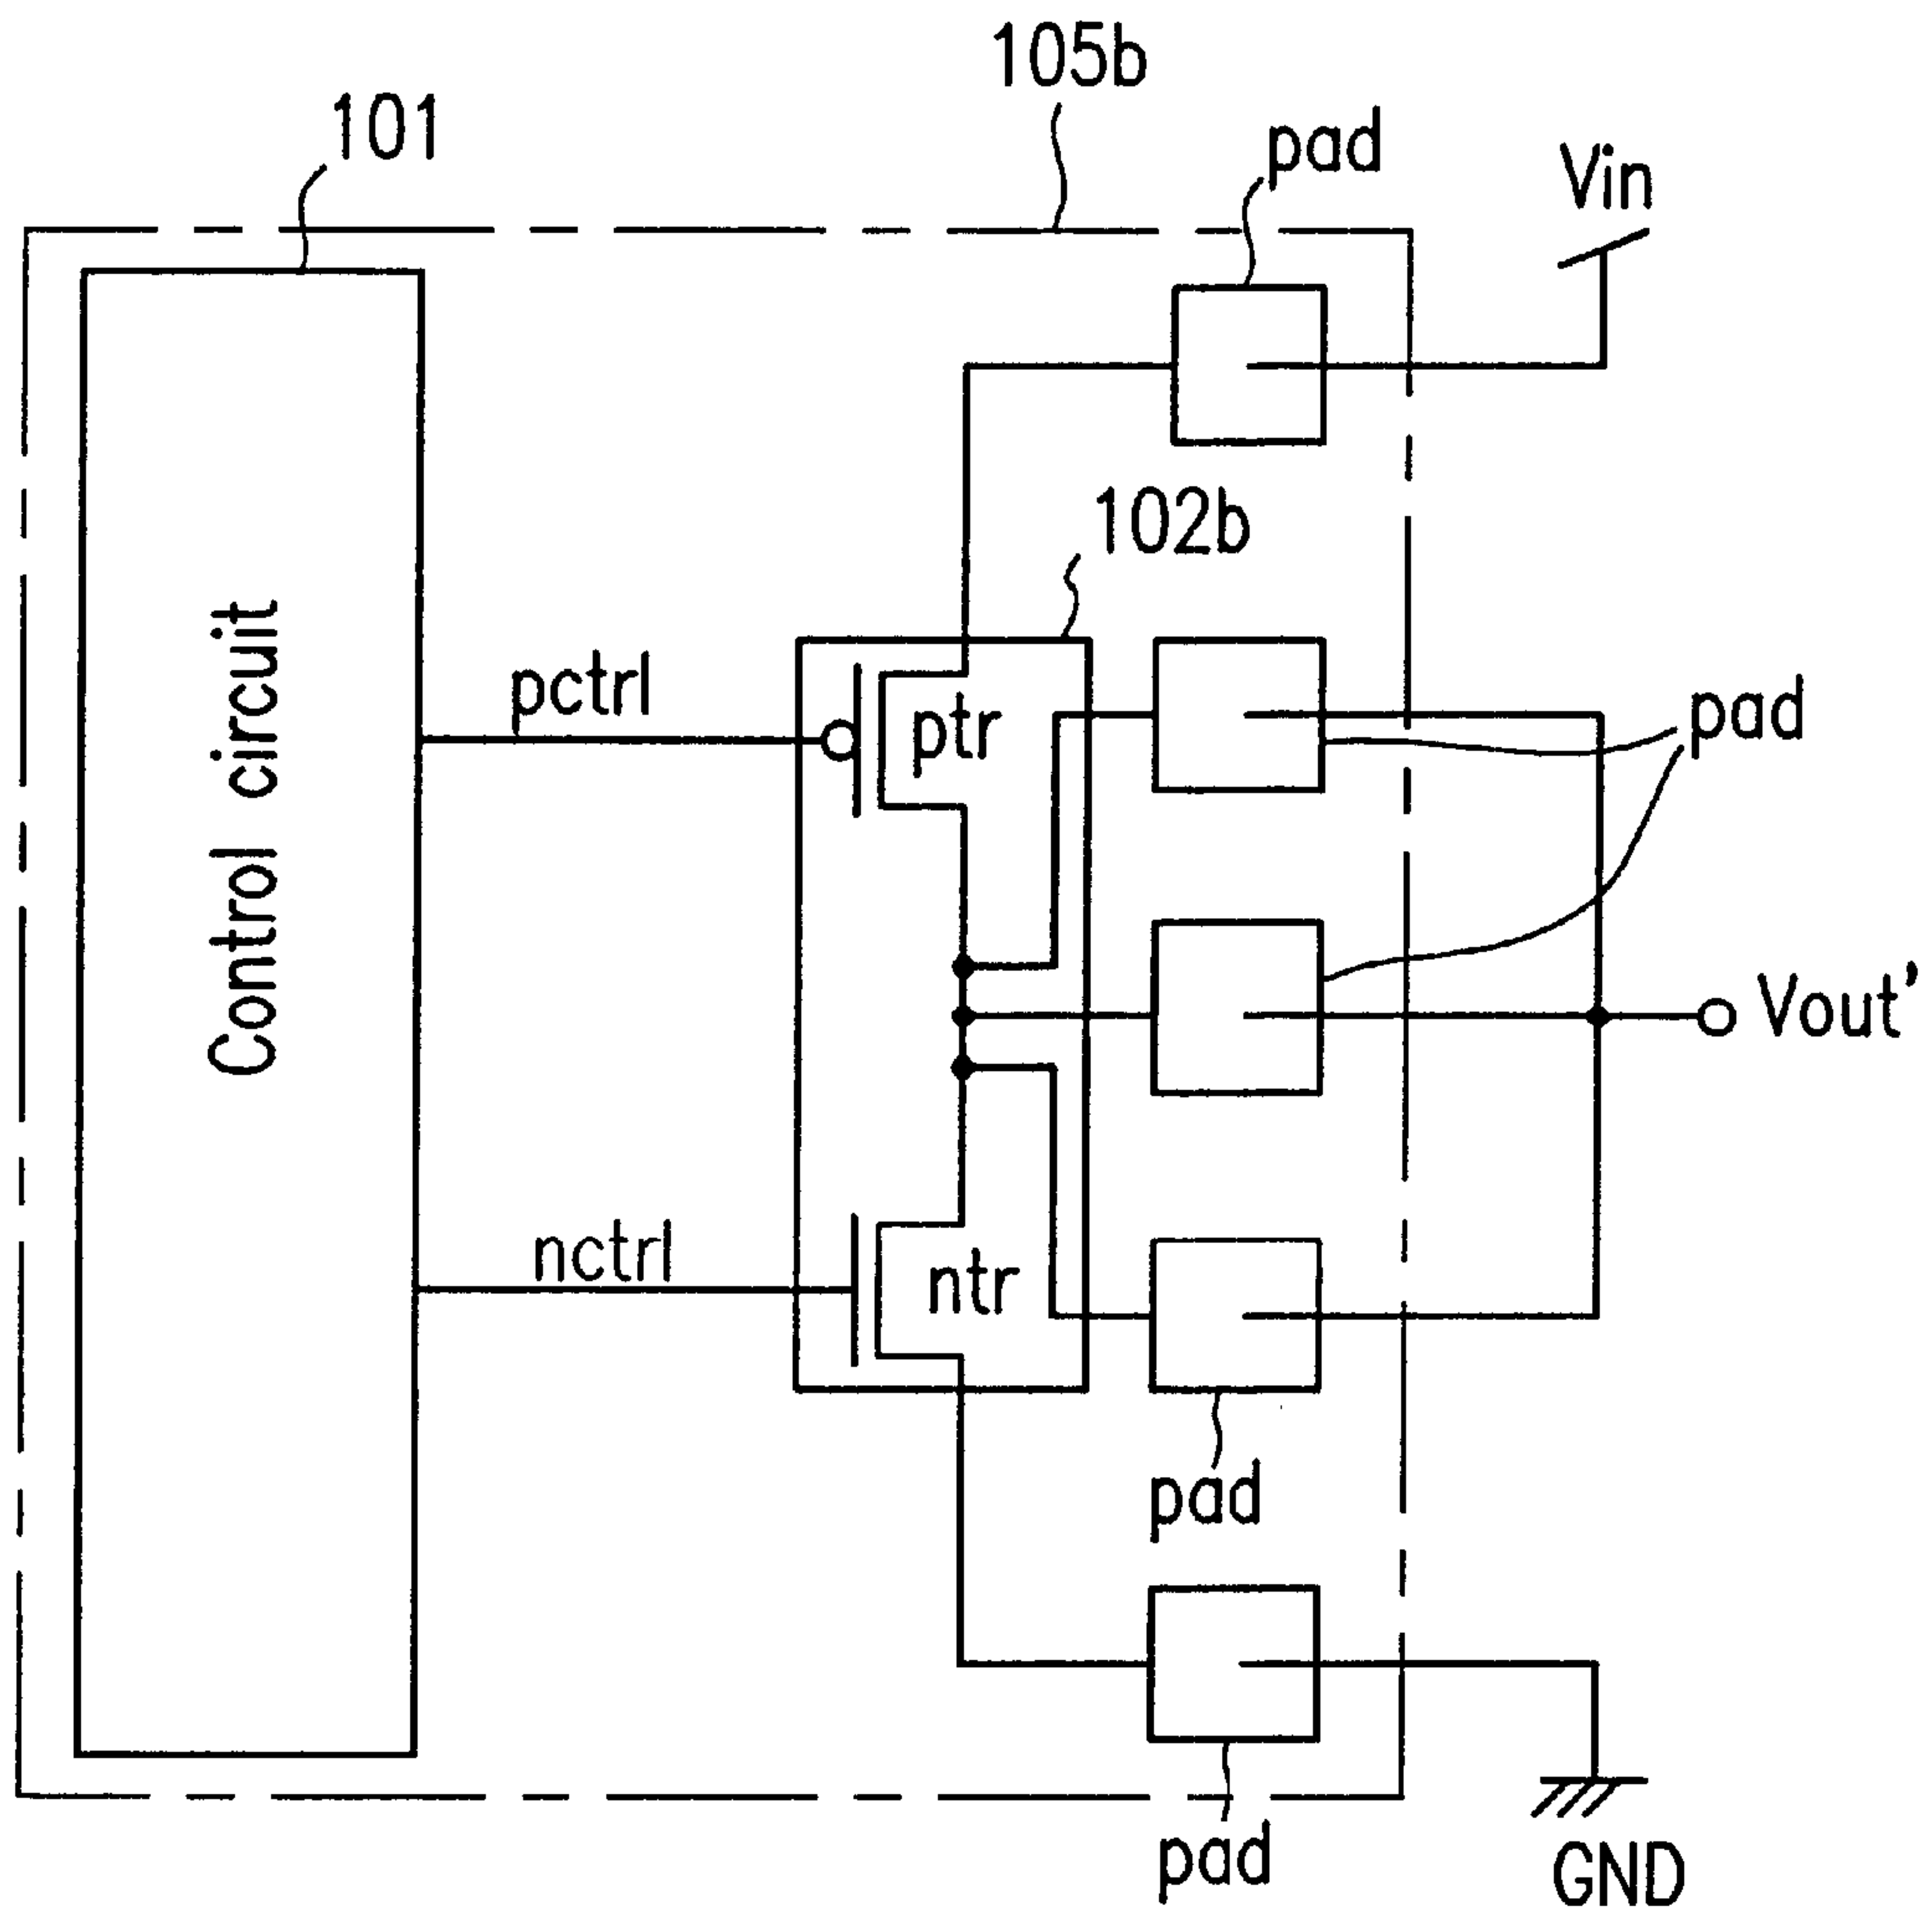 105b
101
pad
Vin
102b
pctrl
ptr
pad
Control circuit
Vout'
nctrl
ntr
pad
pad
GND